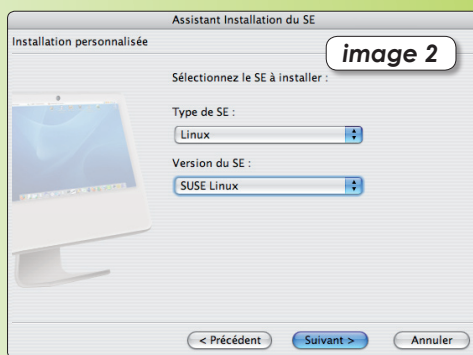 Assistant Installation du SE
Installation personnalisée
image 2
Sélectionnez le SE à installer :
Type de SE :
Linux
Version du SE :
SUSE Linux
< Précédent
Suivant >
Annuler